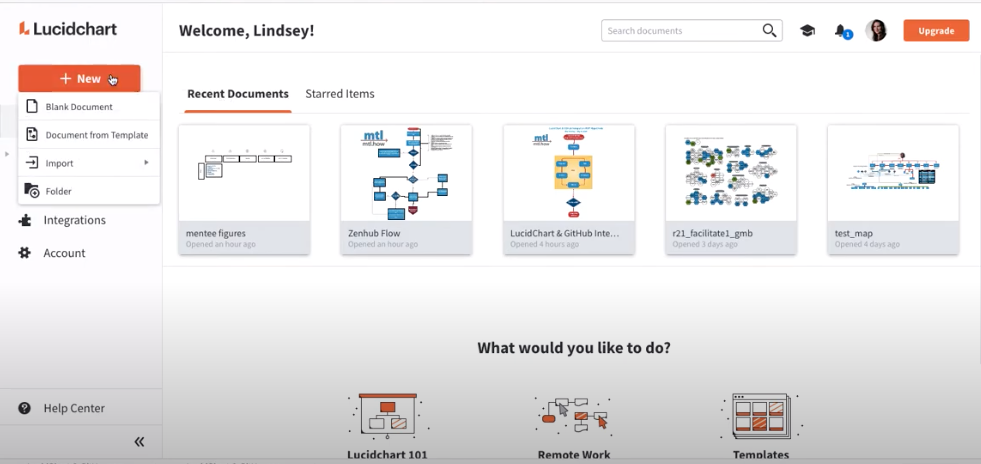 Lucidchart
Welcome, Lindsey!
Search documents
1
Upgrade
+ New
Blank Document
Document from Template
Import
Folder
Integrations
Account
Recent Documents
Starred Items
mtl
mtl.how
mtl
mtl.how
mentee figures
Opened an hour ago
Zenhub Flow
Opened an hour ago
LucidChart & GitHub Inte...
Opened 4 hours ago
r21_facilitate1_gmb
Opened 3 days ago
test_map
Opened 4 days ago
What would you like to do?
Help Center
Lucidchart 101
Remote Work
Templates